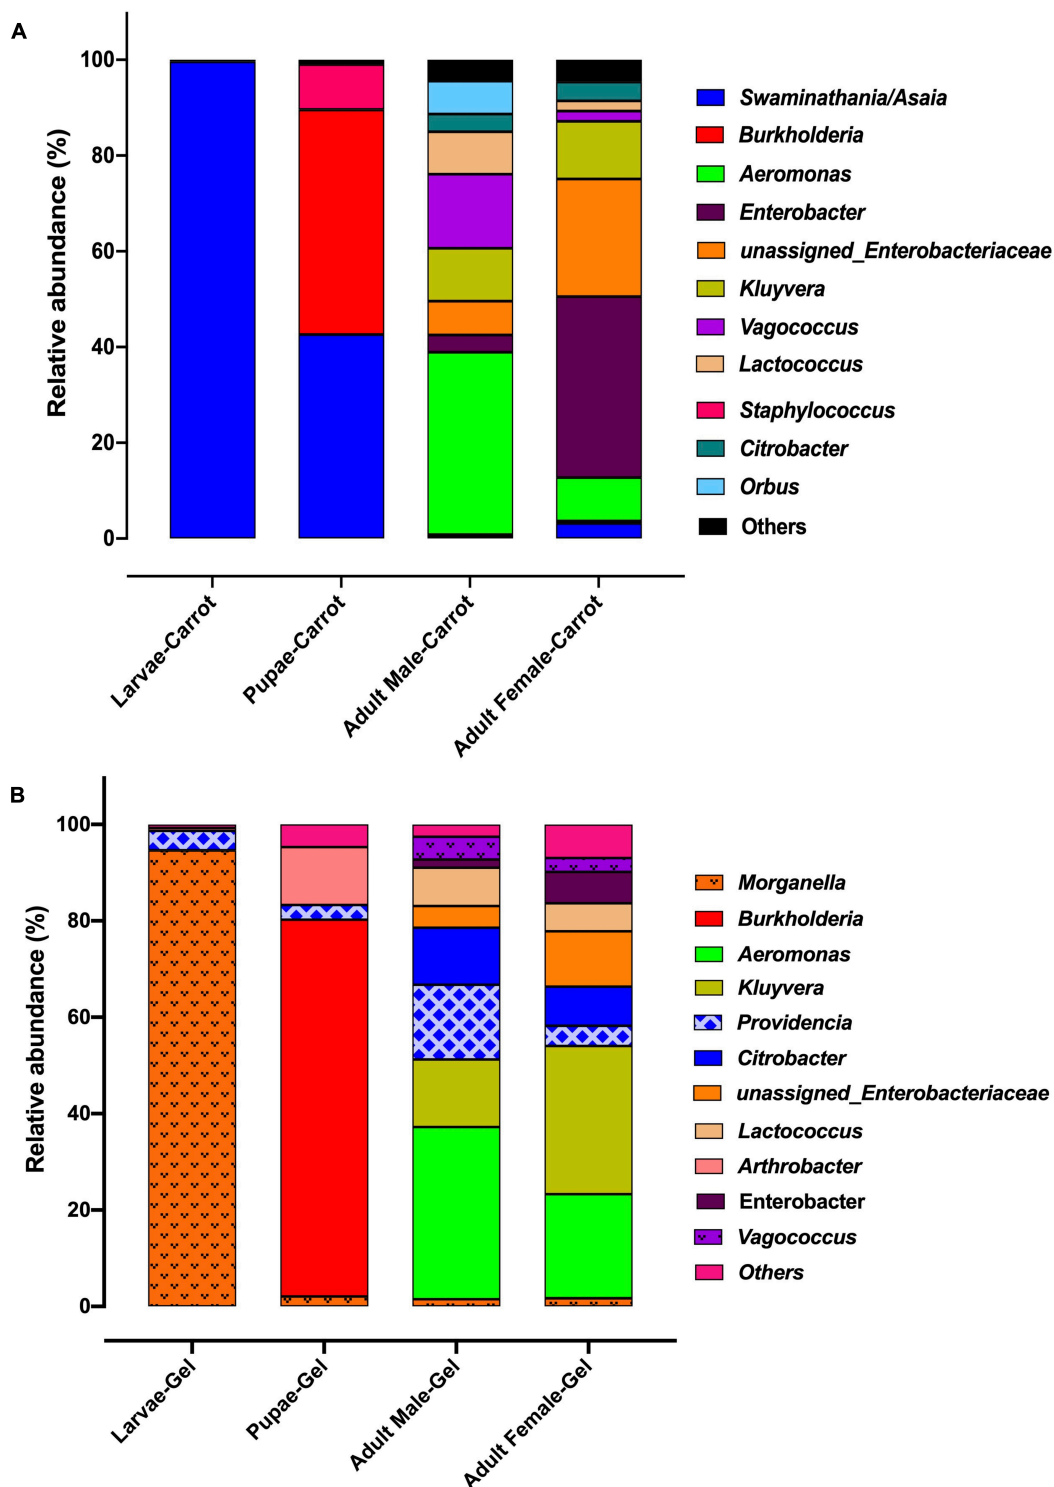 A
Relative abundance (%)
100
80
60
40
20
0
Larvae-Carrot
Pupae-Carrot
Adult Male-Carrot
Adult Female-Carrot
Swaminathania/Asaia
Burkholderia
Aeromonas
Enterobacter
unassigned_Enterobacteriaceae
Kluyvera
Vagococcus
Lactococcus
Staphylococcus
Citrobacter
Orbus
Others
B
Relative abundance (%)
100
80
60
40
20
0
Larvae-Gel
Pupae-Gel
Adult Male-Gel
Adult Female-Gel
Morganella
Burkholderia
Aeromonas
Kluyvera
Providencia
Citrobacter
unassigned_Enterobacteriaceae
Lactococcus
Arthrobacter
Enterobacter
Vagococcus
Others